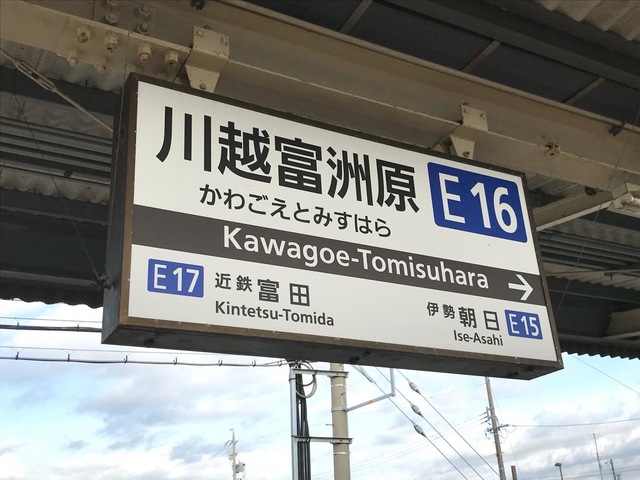 川越富洲原
E16
かわごえとみすはら
Kawagoe-Tomisuhara →
E17 近鉄富田
Kintetsu-Tomida
伊勢朝日 E15
Ise-Asahi